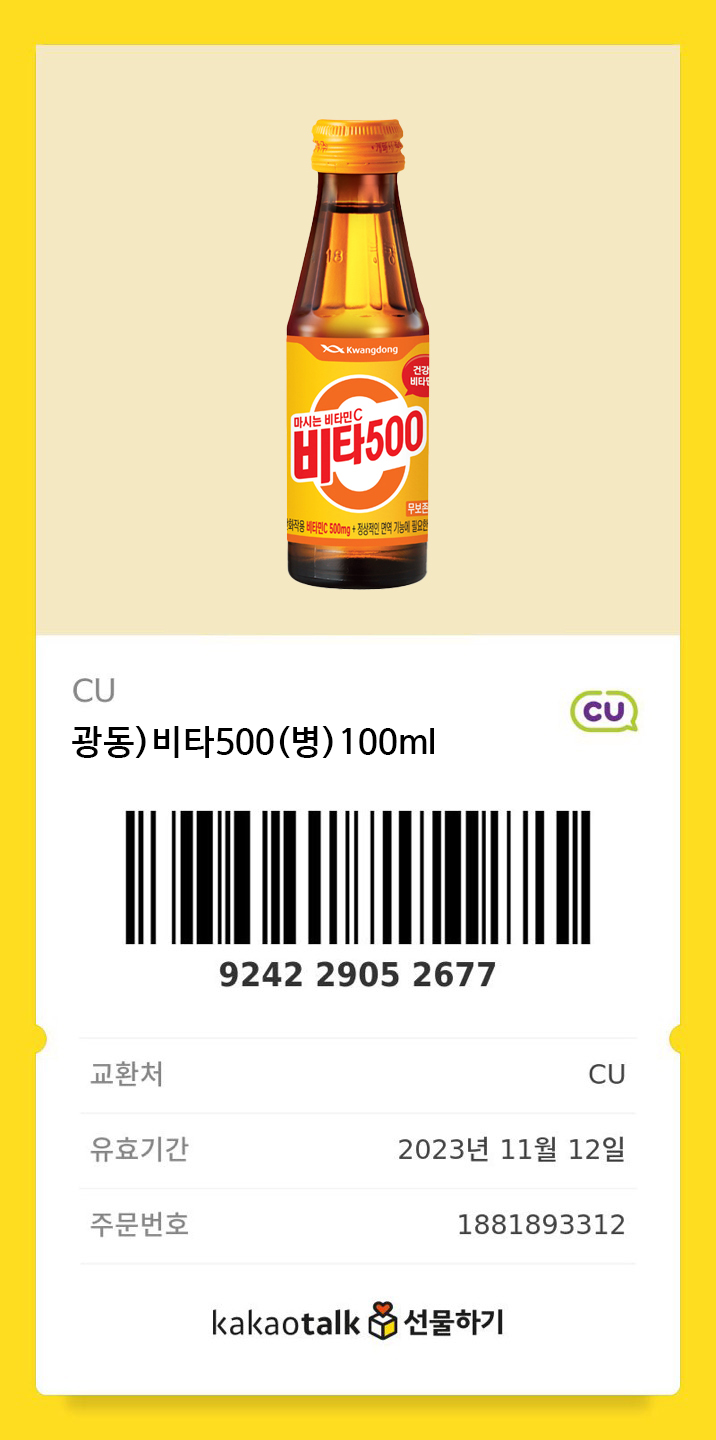 Kwangdong
건강
비타민
마시는 비타민C
비타500
무보존
비타민C 500mg + 정상적인 면역 기능에 필요한
CU
CU
광동)비타500(병)100ml
9242 2905 2677
교환처 CU
유효기간 2023년 11월 12일
주문번호 1881893312
kakaotalk 선물하기